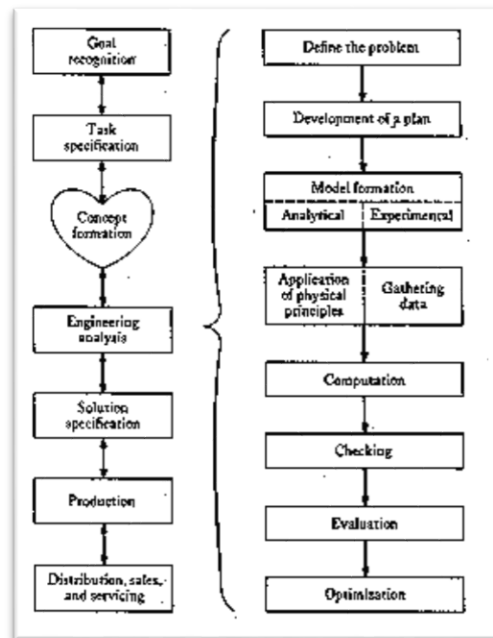 Goal
recognition
Task
specification
Concept
formation
Engineering
analysis
Solution
specification
Production
Distribution, sales,
and servicing
Define the problem
Development of a plan
Model formation
Analytical Experimental
Application
of physical
principles
Gathering
data
Computation
Checking
Evaluation
Optimization